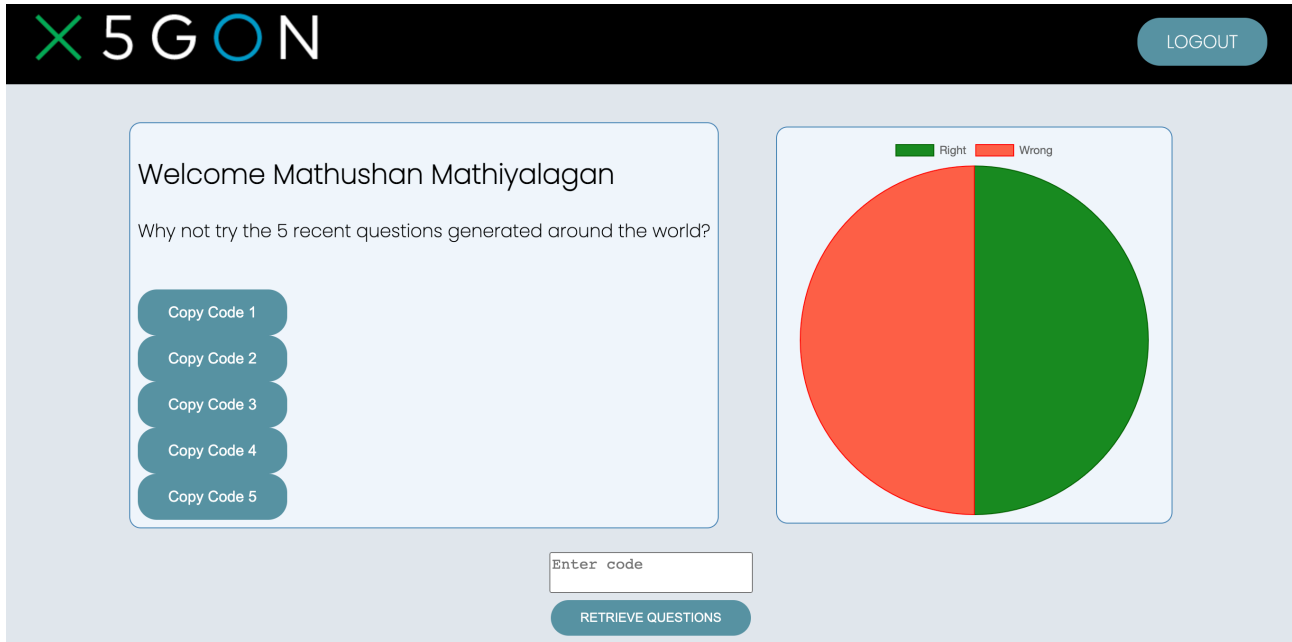 X5GON
LOGOUT
Welcome Mathushan Mathiyalagan
Why not try the 5 recent questions generated around the world?
Copy Code 1
Copy Code 2
Copy Code 3
Copy Code 4
Copy Code 5
Right Wrong
Enter code
RETRIEVE QUESTIONS